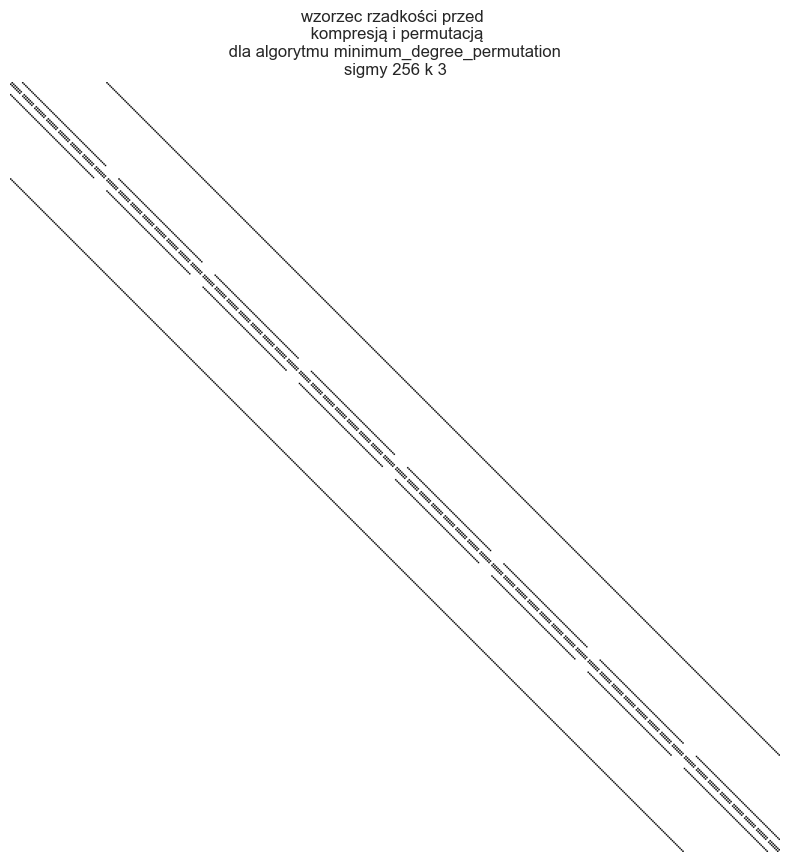 wzorzec rzadkości przed
kompresją i permutacją
dla algorytmu minimum_degree_permutation
sigmy 256 k 3